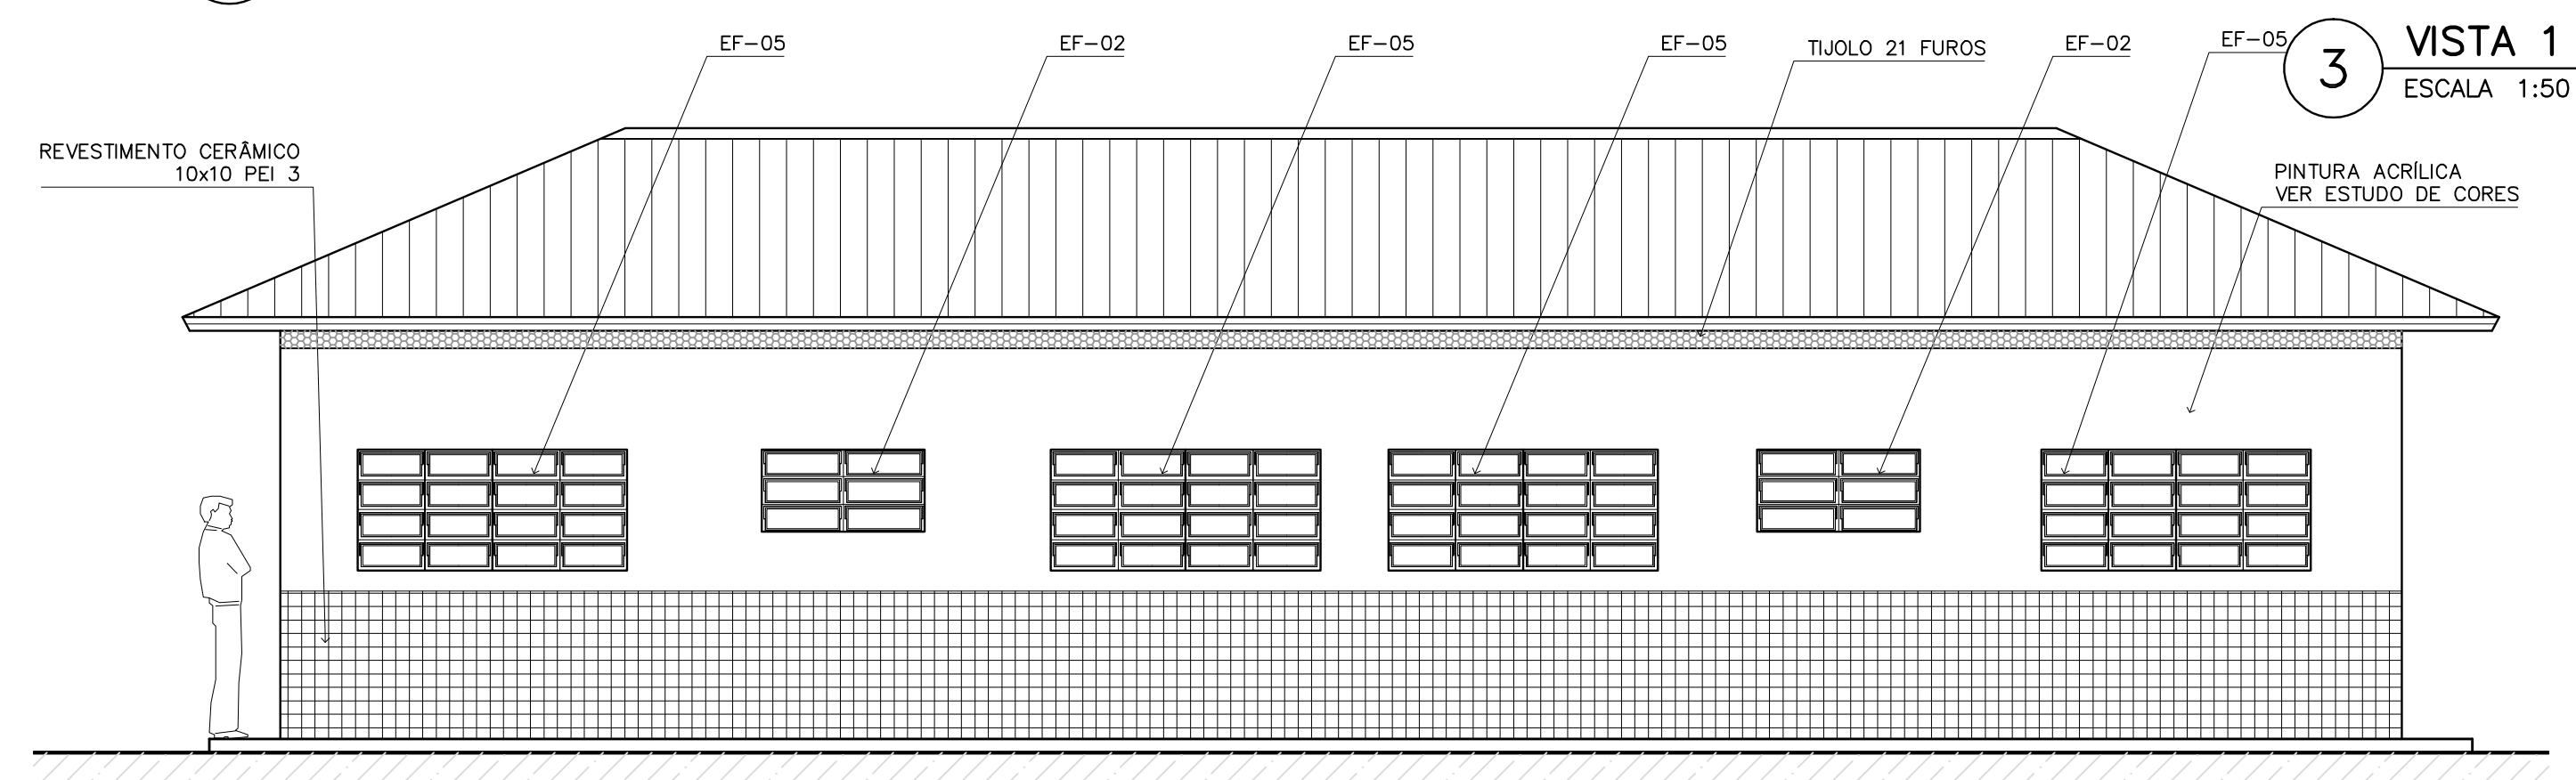 EF-05
EF-02
EF-05
EF-05
TIJOLO 21 FUROS
EF-02
EF-05
3
VISTA 1
ESCALA 1:50
REVESTIMENTO CERÂMICO
10x10 PEI 3
PINTURA ACRÍLICA
VER ESTUDO DE CORES